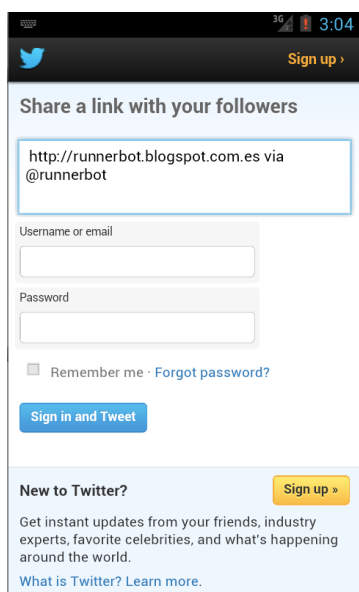 3G 3:04
Sign up ›
Share a link with your followers
http://runnerbot.blogspot.com.es via
@runnerbot
Username or email
Password
Remember me · Forgot password?
Sign in and Tweet
New to Twitter?
Sign up »
Get instant updates from your friends, industry
experts, favorite celebrities, and what's happening
around the world.
What is Twitter? Learn more.